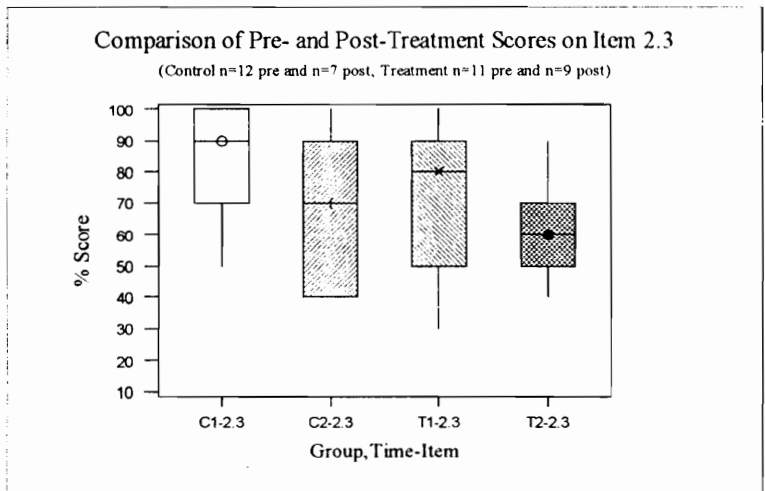 Comparison of Pre- and Post-Treatment Scores on Item 2.3
(Control n=12 pre and n=7 post, Treatment n=11 pre and n=9 post)
100
90
80
70
60
50
40
30
20
10
% Score
C1-2.3 C2-2.3 T1-2.3 T2-2.3
Group,Time-Item